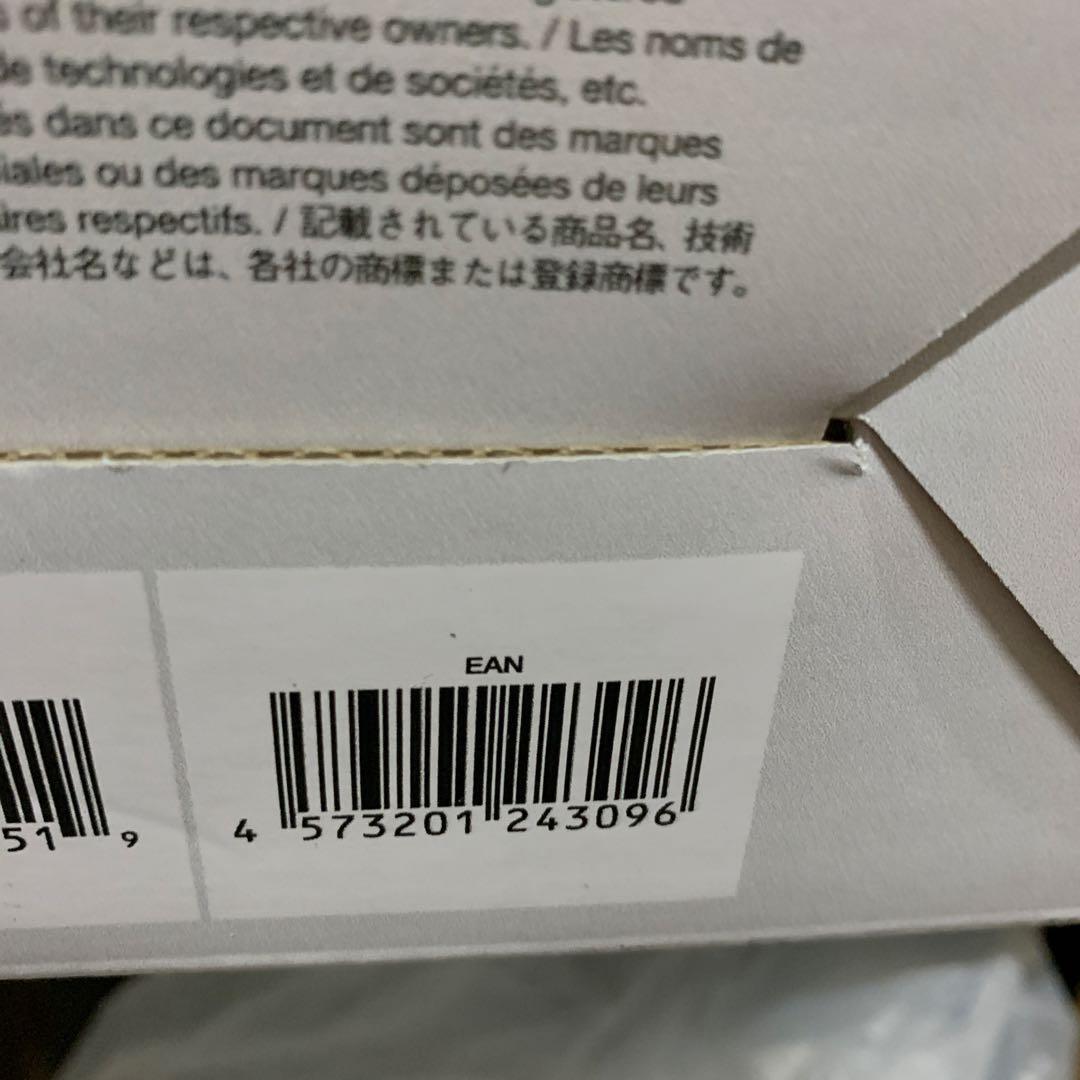 of their respective owners. / Les noms de
de technologies et de sociétés, etc.
dans ce document sont des marques
ou des marques déposées de leurs
respectifs. / 記載されている商品名、技術
会社名などは、各社の商標または登録商標です。
EAN
51 9
4 573201 243096